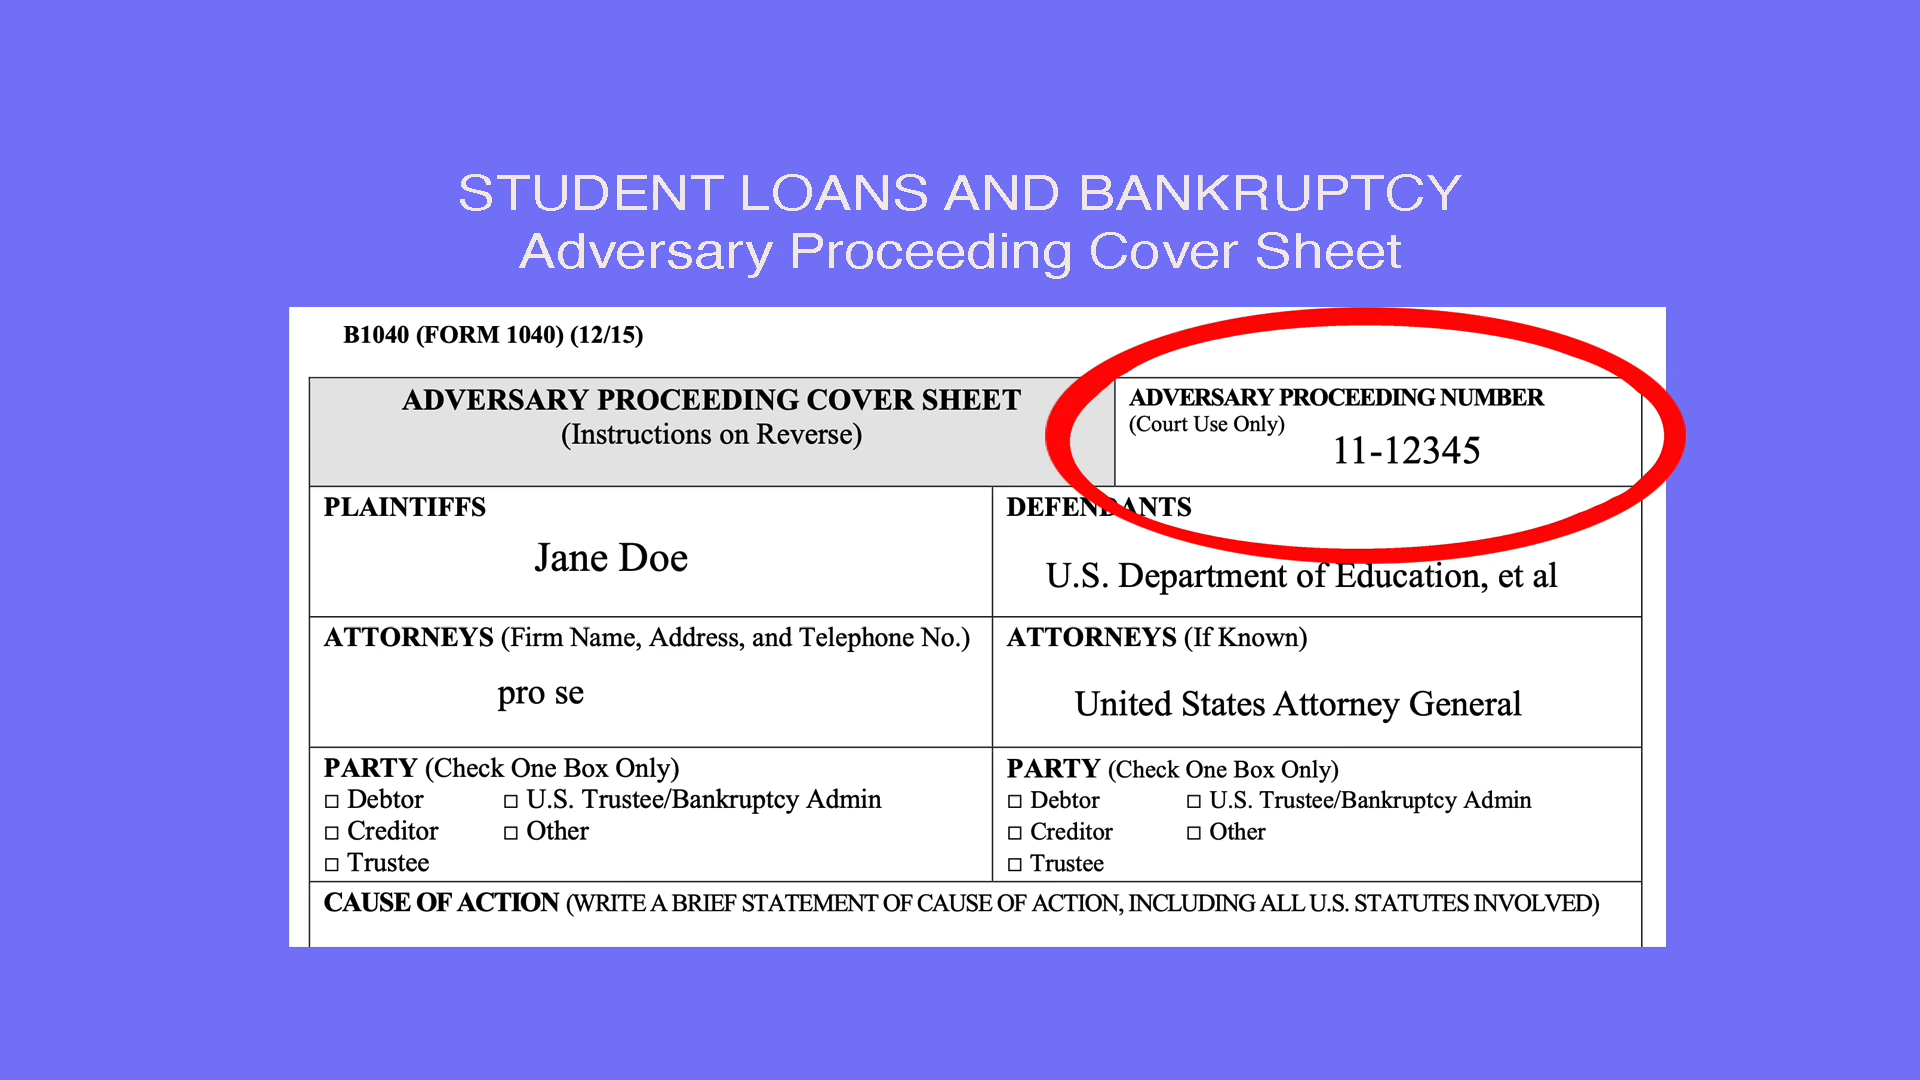 STUDENT LOANS AND BANKRUPTCY
Adversary Proceeding Cover Sheet
B1040 (FORM 1040) (12/15)
ADVERSARY PROCEEDING COVER SHEET
(Instructions on Reverse)
ADVERSARY PROCEEDING NUMBER
(Court Use Only)
11-12345
PLAINTIFFS
Jane Doe
DEFENDANTS
U.S. Department of Education, et al
ATTORNEYS (Firm Name, Address, and Telephone No.)
pro se
ATTORNEYS (If Known)
United States Attorney General
PARTY (Check One Box Only)
□ Debtor □ U.S. Trustee/Bankruptcy Admin
□ Creditor □ Other
□ Trustee
PARTY (Check One Box Only)
□ Debtor □ U.S. Trustee/Bankruptcy Admin
□ Creditor □ Other
□ Trustee
CAUSE OF ACTION (WRITE A BRIEF STATEMENT OF CAUSE OF ACTION, INCLUDING ALL U.S. STATUTES INVOLVED)